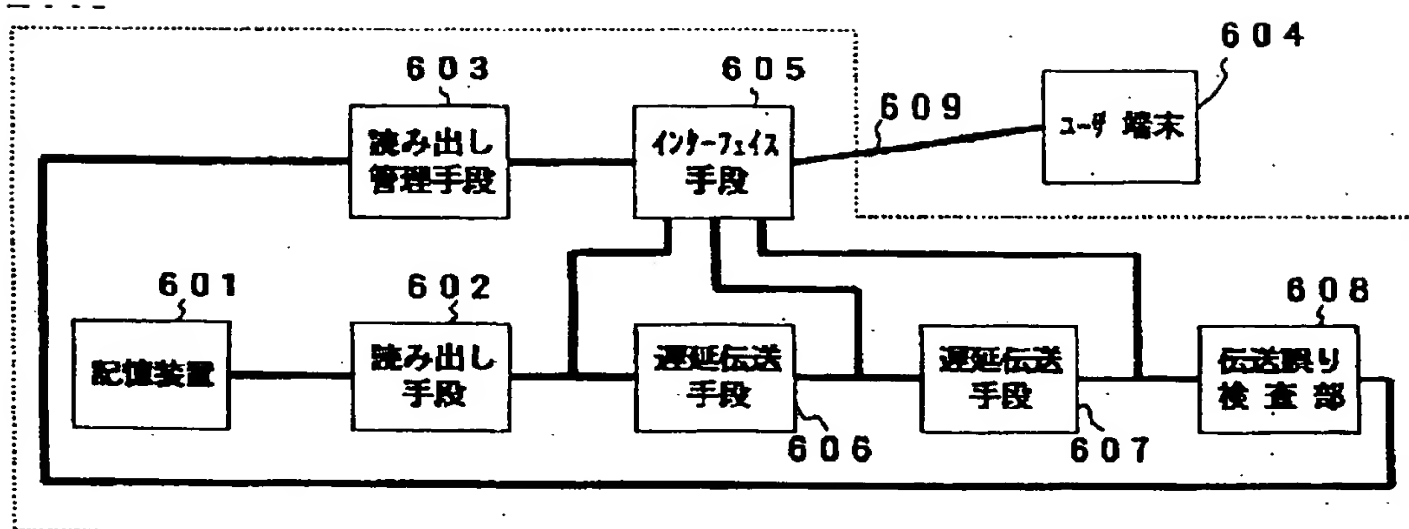 603
読み出し
管理手段
605
インターフェイス
手段
609
604
ユーザ 端末
601
記憶装置
602
読み出し
手段
遅延伝送
手段
606
遅延伝送
手段
607
608
伝送誤り
検査部